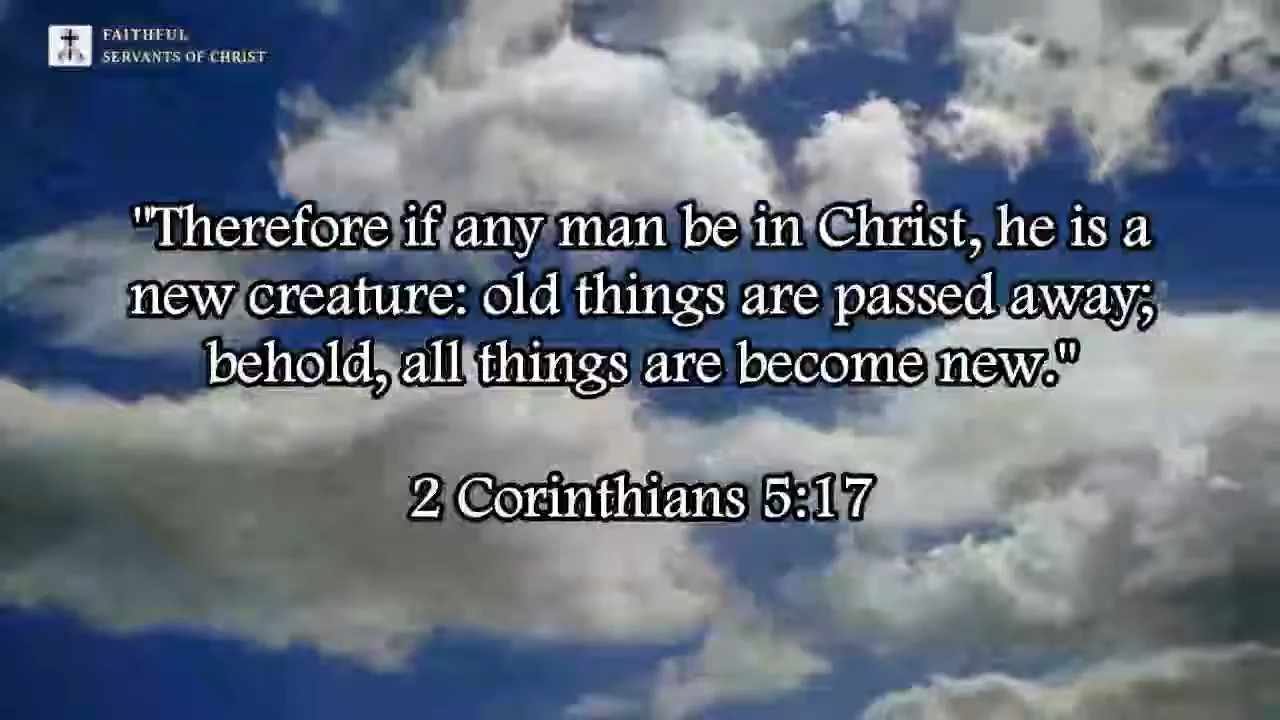 FAITHFUL
SERVANTS OF CHRIST
"Therefore if any man be in Christ, he is a
new creature: old things are passed away;
behold, all things are become new."
2 Corinthians 5:17